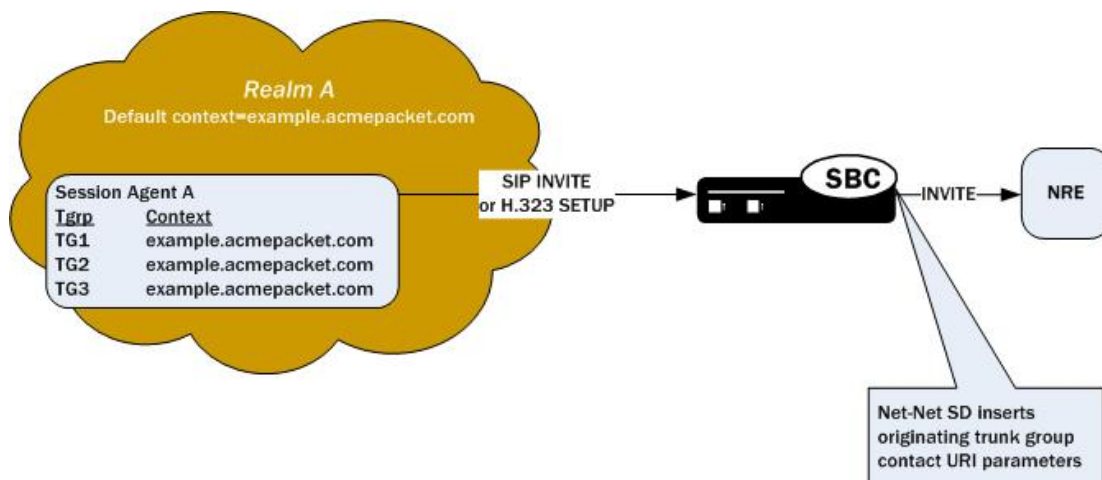 Realm A
Default context=example.acmepacket.com
Session Agent A
Tgrp Context
TG1 example.acmepacket.com
TG2 example.acmepacket.com
TG3 example.acmepacket.com
SIP INVITE
or H.323 SETUP
SBC
INVITE
NRE
Net-Net SD inserts
originating trunk group
contact URI parameters